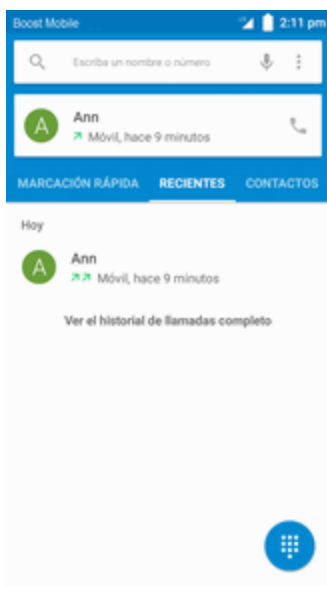 Boost Mobile 2:11 pm
Escriba un nombre o número
A
Ann
Móvil, hace 9 minutos
MARCACIÓN RÁPIDA RECIENTES CONTACTOS
Hoy
A
Ann
Móvil, hace 9 minutos
Ver el historial de llamadas completo